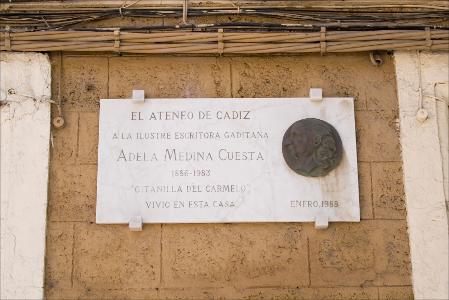 EL ATENEO DE CADIZ
A LA ILUSTRE ESCRITORA GADITANA
ADELA MEDINA CUESTA
1886-1983
"GITANILLA DEL CARMELO"
VIVIO EN ESTA CASA
ENERO, 1988